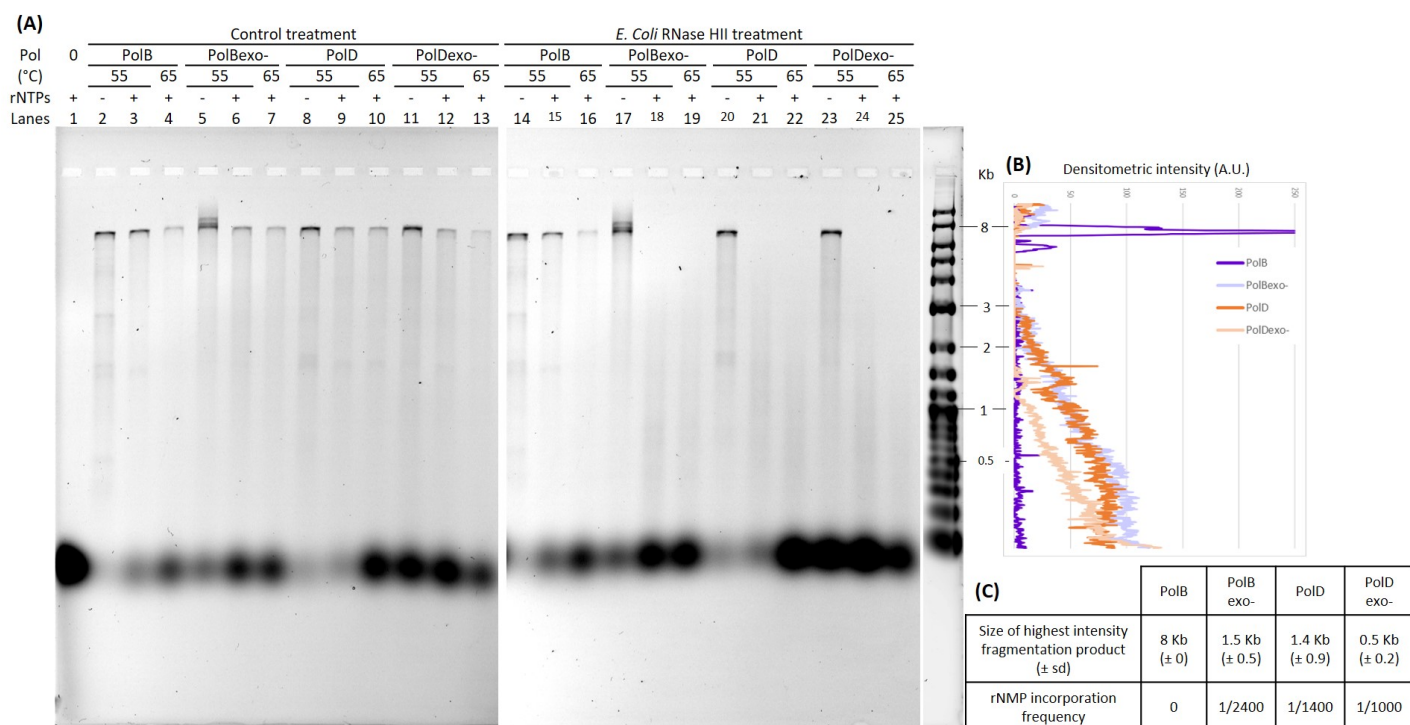 (A)
Control treatment
E. Coli RNase HII treatment
Pol 0 PolB PolBexo- PolD PolDexo- PolB PolBexo- PolD PolDexo-
(°C) 55 65 55 65 55 65 55 65 55 65 55 65 55 65 55 65
rNTPs + - + + - + + - + + - + + - + + - + + - + + - + +
Lanes 1 2 3 4 5 6 7 8 9 10 11 12 13 14 15 16 17 18 19 20 21 22 23 24 25
Kb
8
3
2
1
0.5
(B)
Densitometric intensity (A.U.)
0 50 100 150 200 250
PolB
PolBexo-
PolD
PolDexo-
(C)
PolB PolB exo- PolD PolD exo-
Size of highest intensity
fragmentation product
(± sd)
8 Kb 1.5 Kb 1.4 Kb 0.5 Kb
(± 0) (± 0.5) (± 0.9) (± 0.2)
rNMP incorporation
frequency
0 1/2400 1/1400 1/1000